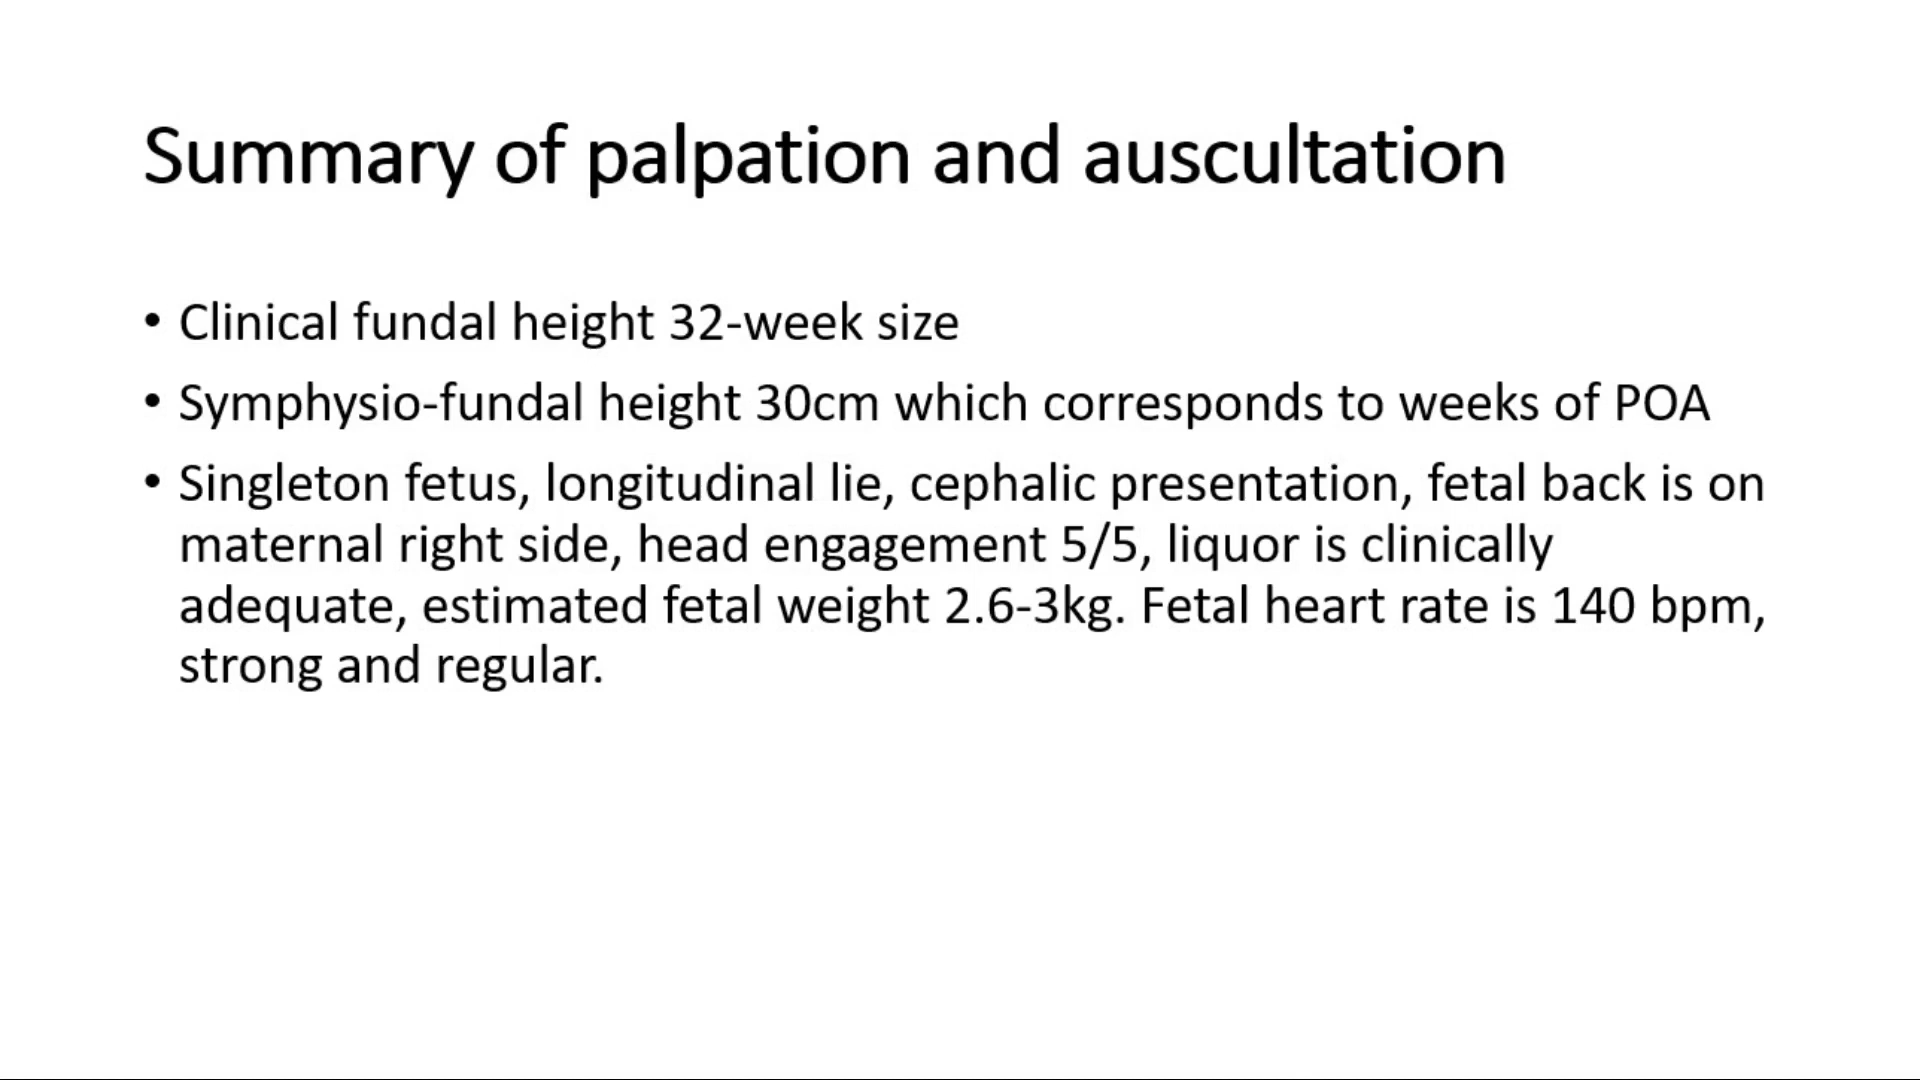 Summary of palpation and auscultation
• Clinical fundal height 32-week size
• Symphysio-fundal height 30cm which corresponds to weeks of POA
• Singleton fetus, longitudinal lie, cephalic presentation, fetal back is on
maternal right side, head engagement 5/5, liquor is clinically
adequate, estimated fetal weight 2.6-3kg. Fetal heart rate is 140 bpm,
strong and regular.